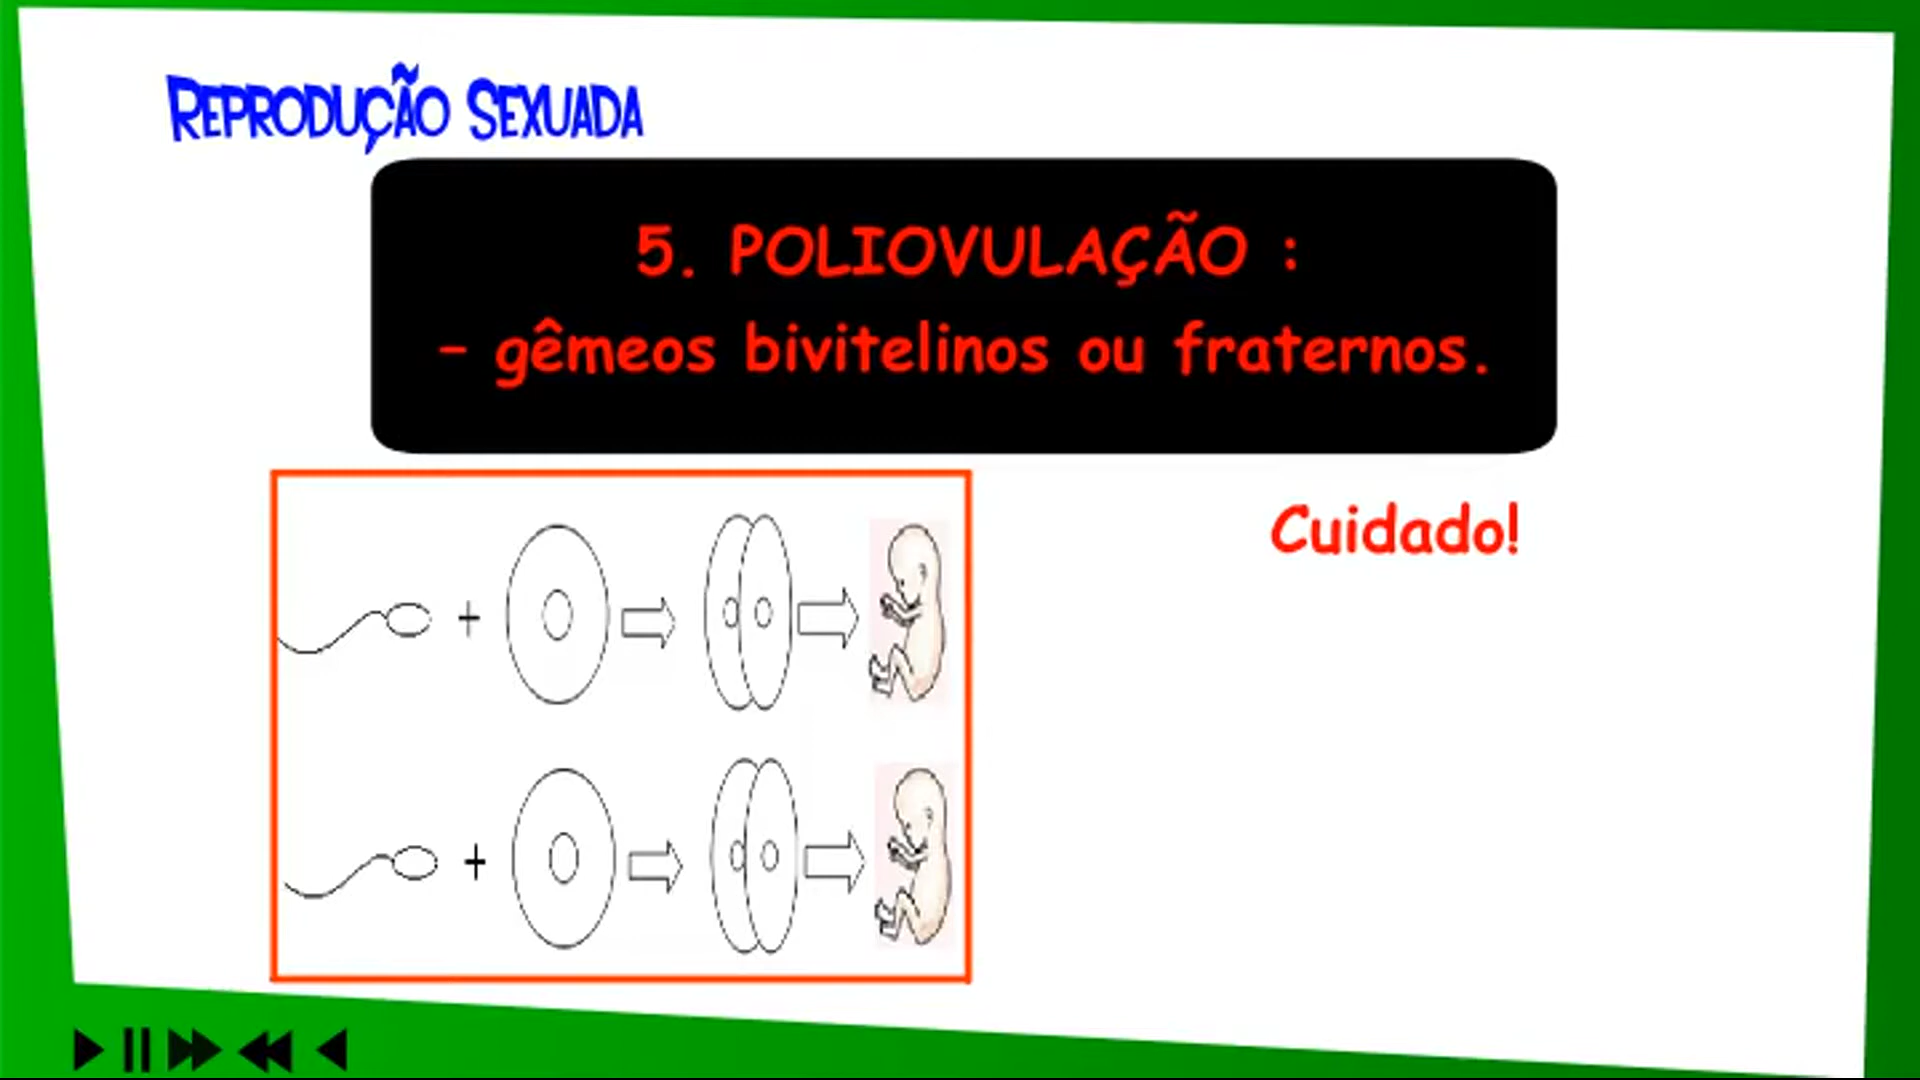 Reprodução Sexuada
5. POLIOVULAÇÃO :
– gêmeos bivitelinos ou fraternos.
Cuidado!
+
+